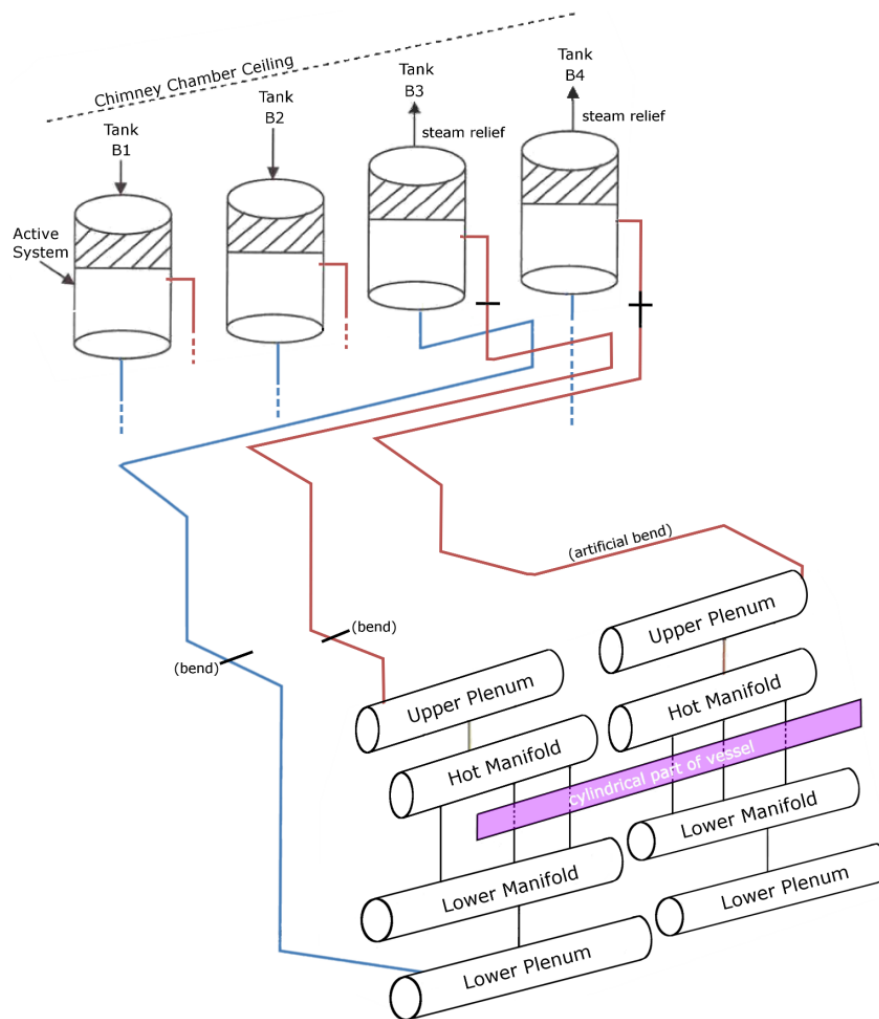 Chimney Chamber Ceiling
Tank
B1
Tank
B2
Tank
B3
steam relief
Tank
B4
steam relief
Active
System
(artificial bend)
(bend)
(bend)
Upper Plenum
Upper Plenum
Hot Manifold
Hot Manifold
cylindrical part of vessel
Lower Manifold
Lower Manifold
Lower Plenum
Lower Plenum